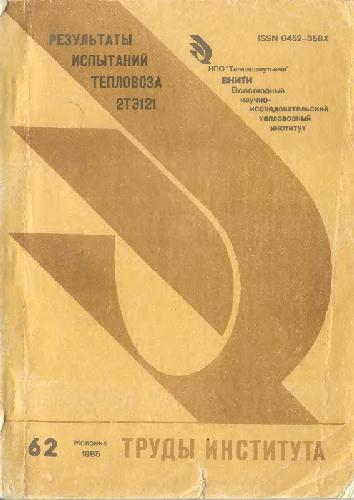 РЕЗУЛЬТАТЫ
ИСПЫТАНИЙ
ТЕПЛОВОЗА
2ТЭ121
ISSN 0452-358X
НПО "Тепловозпутьмаш"
ВНИТИ
Всесоюзный
научно-
исследовательский
тепловозный
институт
62
Коломна
1985
ТРУДЫ ИНСТИТУТА